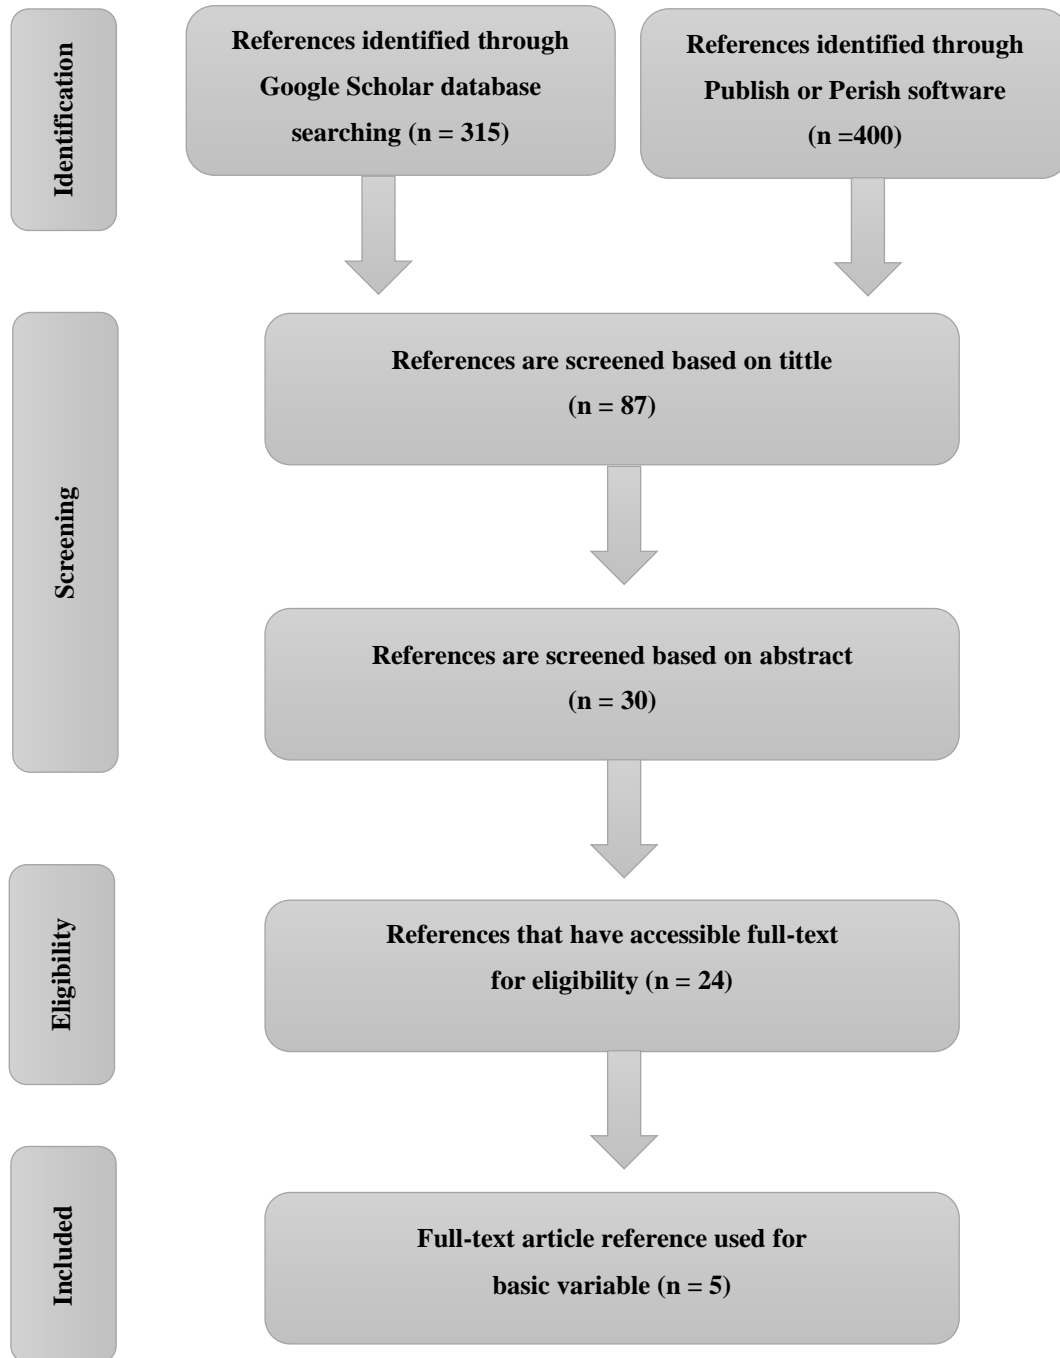 Identification
References identified through
Google Scholar database
searching (n = 315)
References identified through
Publish or Perish software
(n =400)
Screening
References are screened based on tittle
(n = 87)
References are screened based on abstract
(n = 30)
Eligibility
References that have accessible full-text
for eligibility (n = 24)
Included
Full-text article reference used for
basic variable (n = 5)